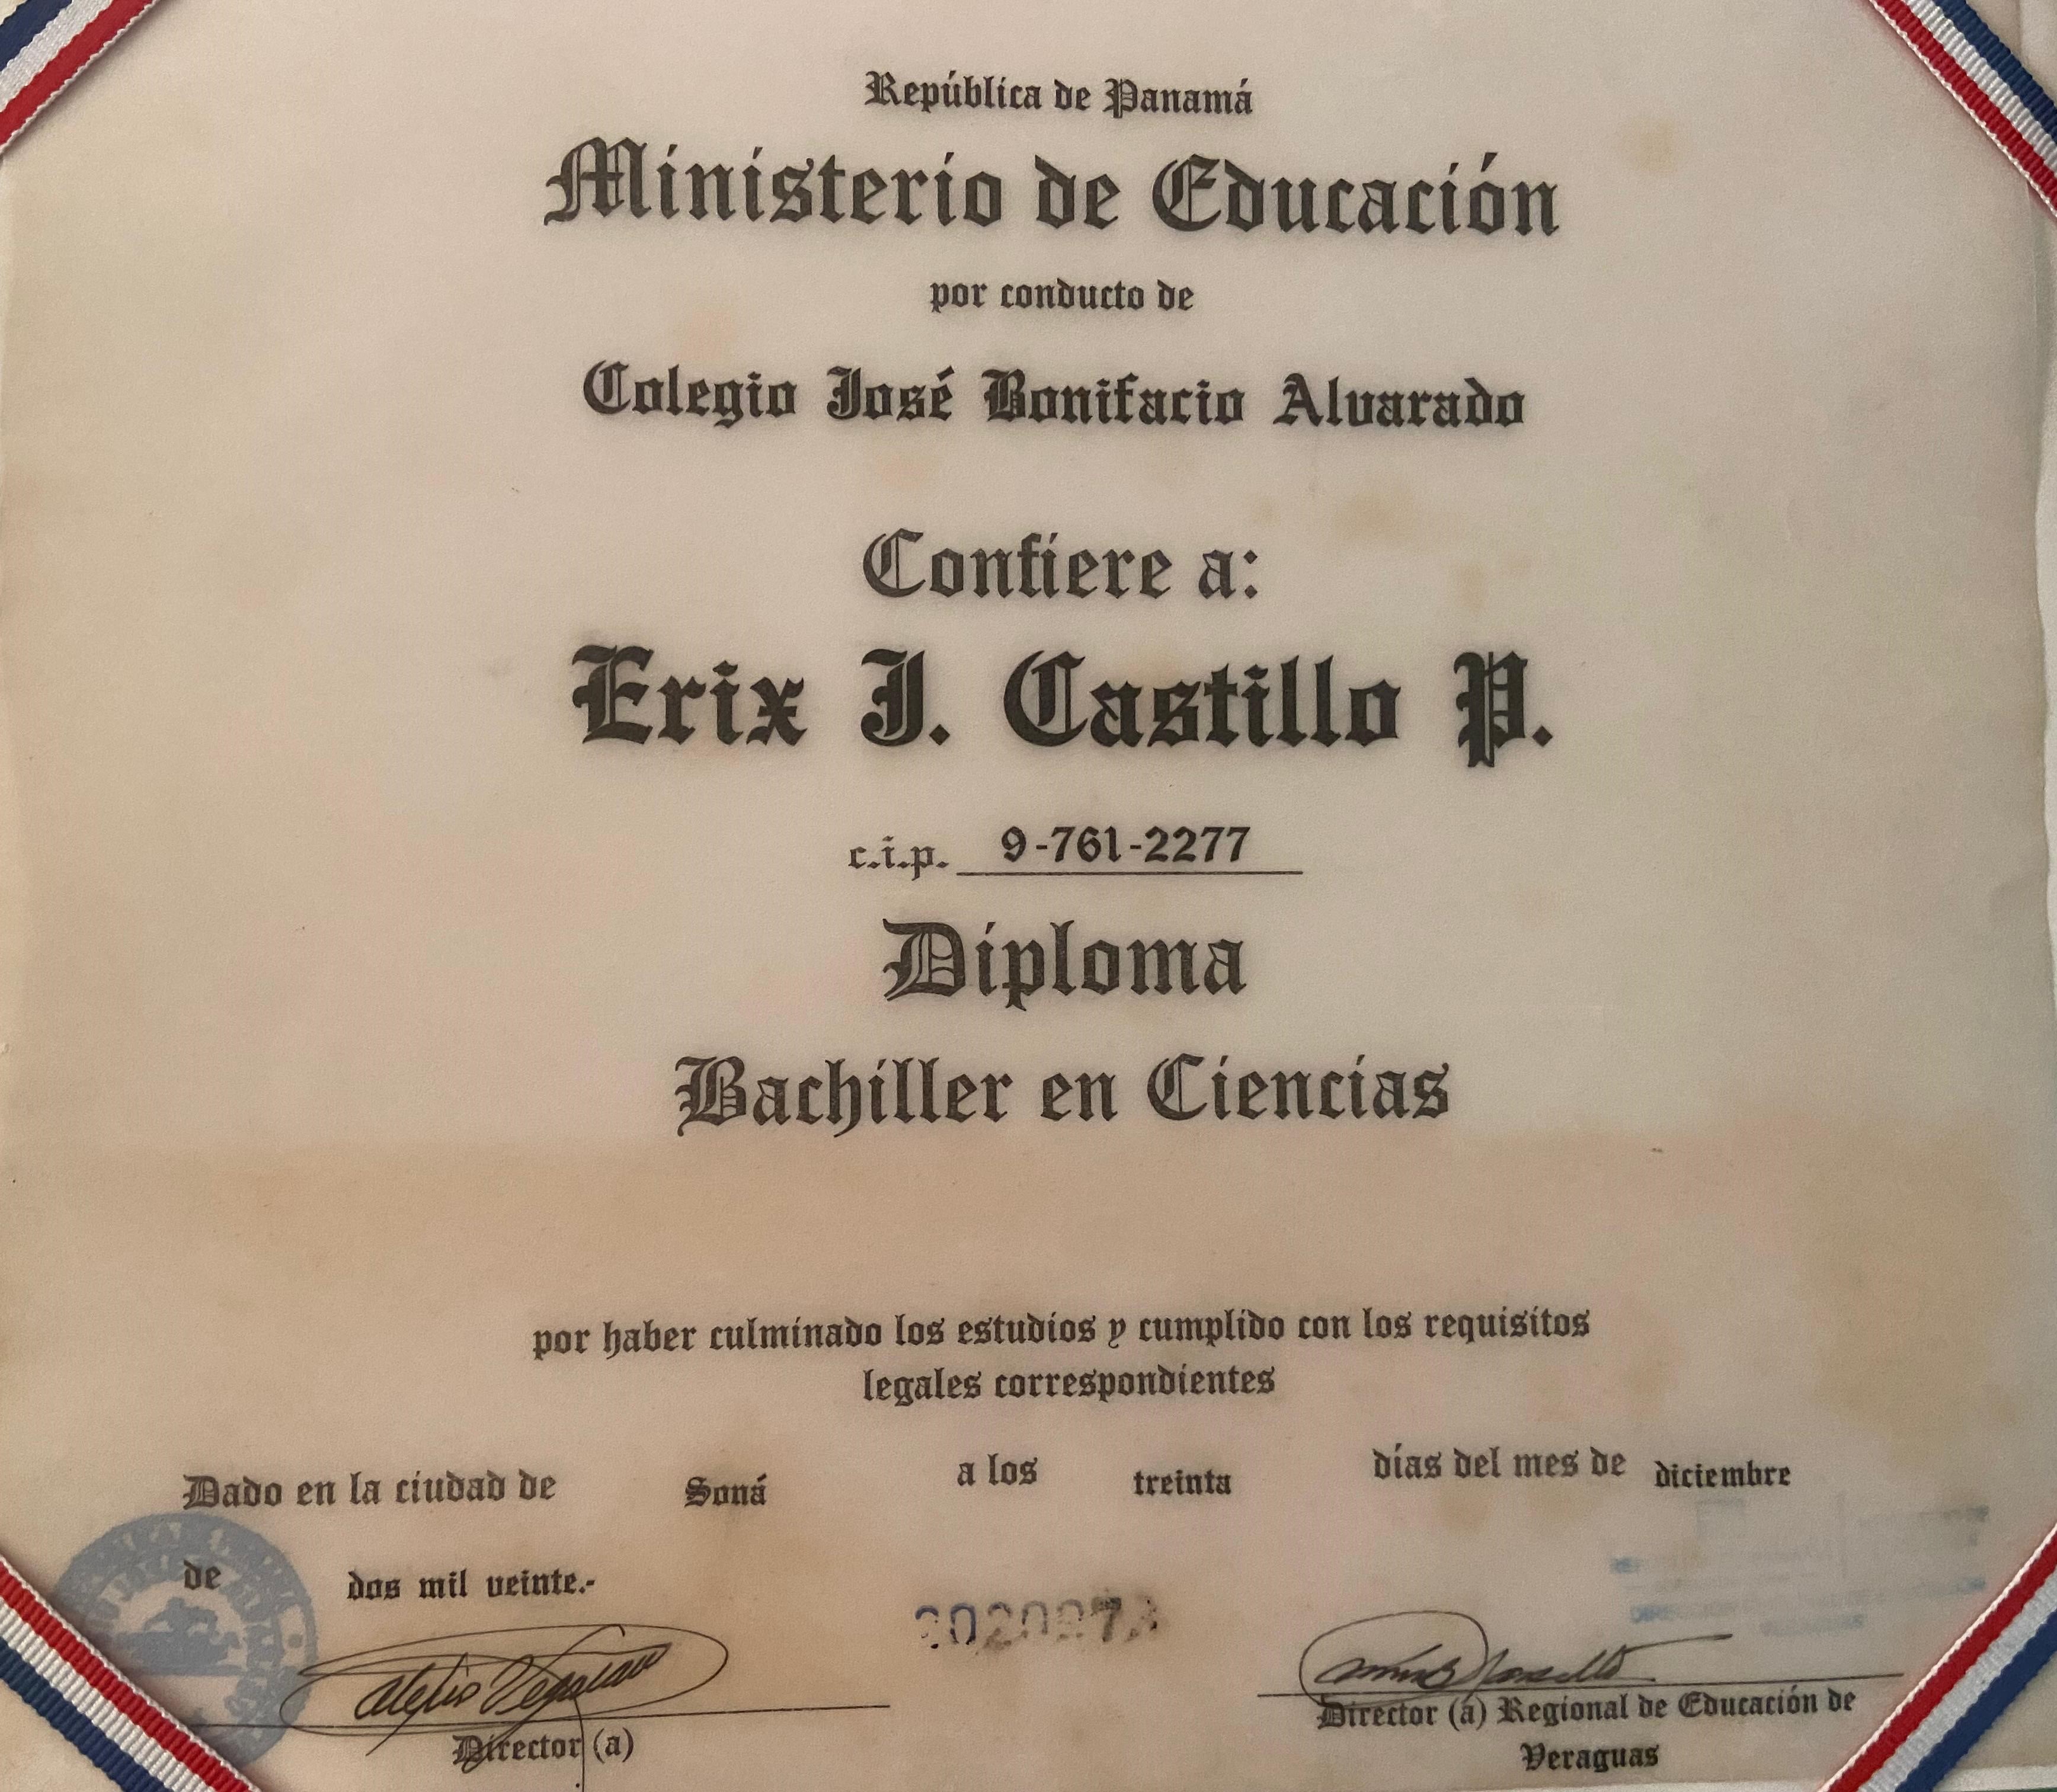 República de Panamá
Ministerio de Educación
por conducto de
Colegio José Bonifacio Alvarado
Confiere a:
Erix J. Castillo P.
c.i.p. 9-761-2277
Diploma
Bachiller en Ciencias
por haber culminado los estudios y cumplido con los requisitos
legales correspondientes
Dado en la ciudad de Soná a los treinta días del mes de diciembre
de dos mil veinte.-
Director (a)
Director (a) Regional de Educación de
Veraguas